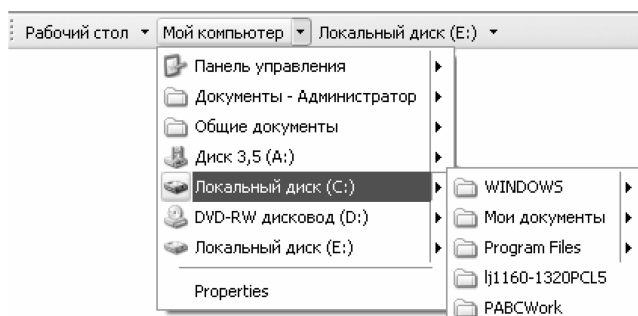 Рабочий стол Мой компьютер Локальный диск (E:)
Панель управления
Документы - Администратор
Общие документы
Диск 3,5 (A:)
Локальный диск (C:)
DVD-RW дисковод (D:)
Локальный диск (E:)
Properties
WINDOWS
Мои документы
Program Files
lj1160-1320PCL5
PABCWork